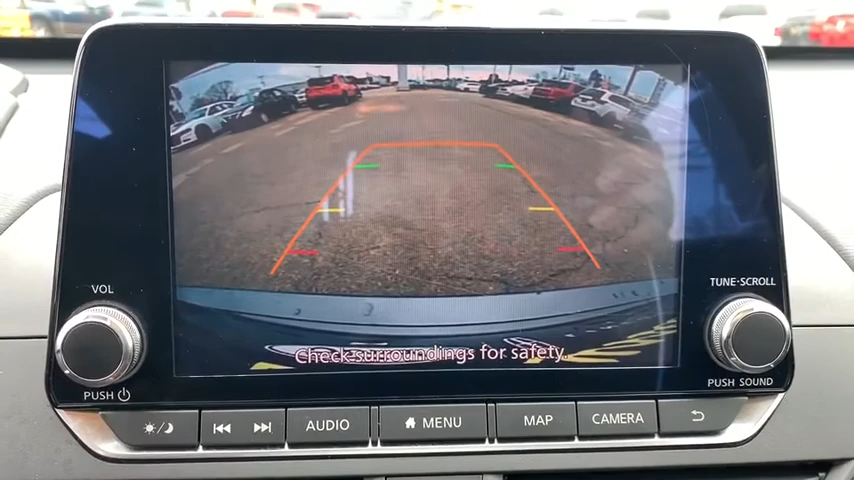 VOL
TUNE·SCROLL
Check surroundings for safety.
PUSH
PUSH SOUND
AUDIO
MENU
MAP
CAMERA